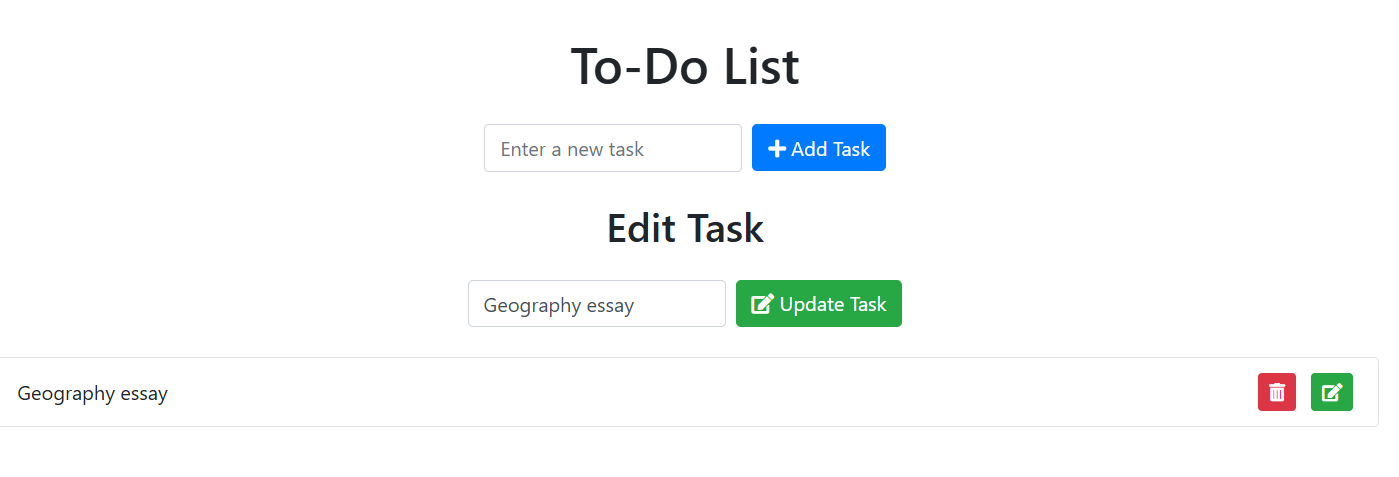 To-Do List
Enter a new task
Add Task
Edit Task
Geography essay
Update Task
Geography essay